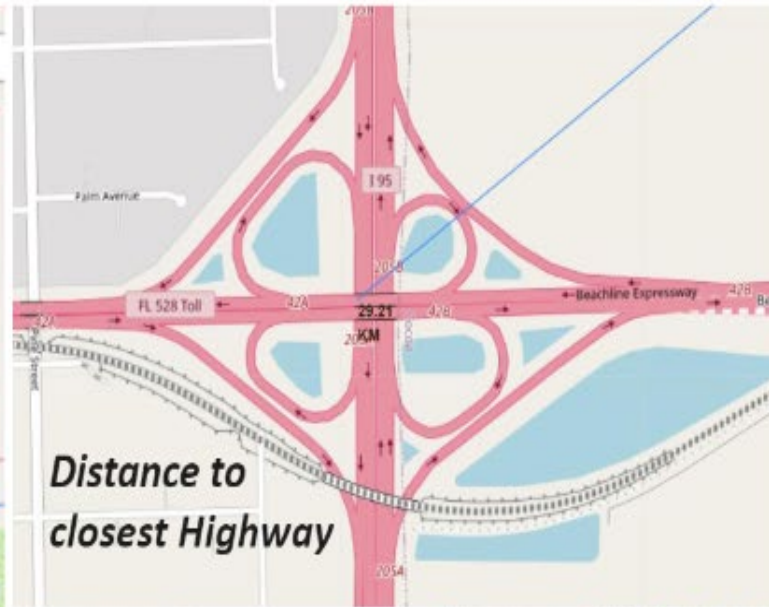 205B
Palm Avenue
I 95
205B
Beachline Expressway
42B
FL 528 Toll
42A
29.21
42B
KM
Distance to
closest Highway
205A